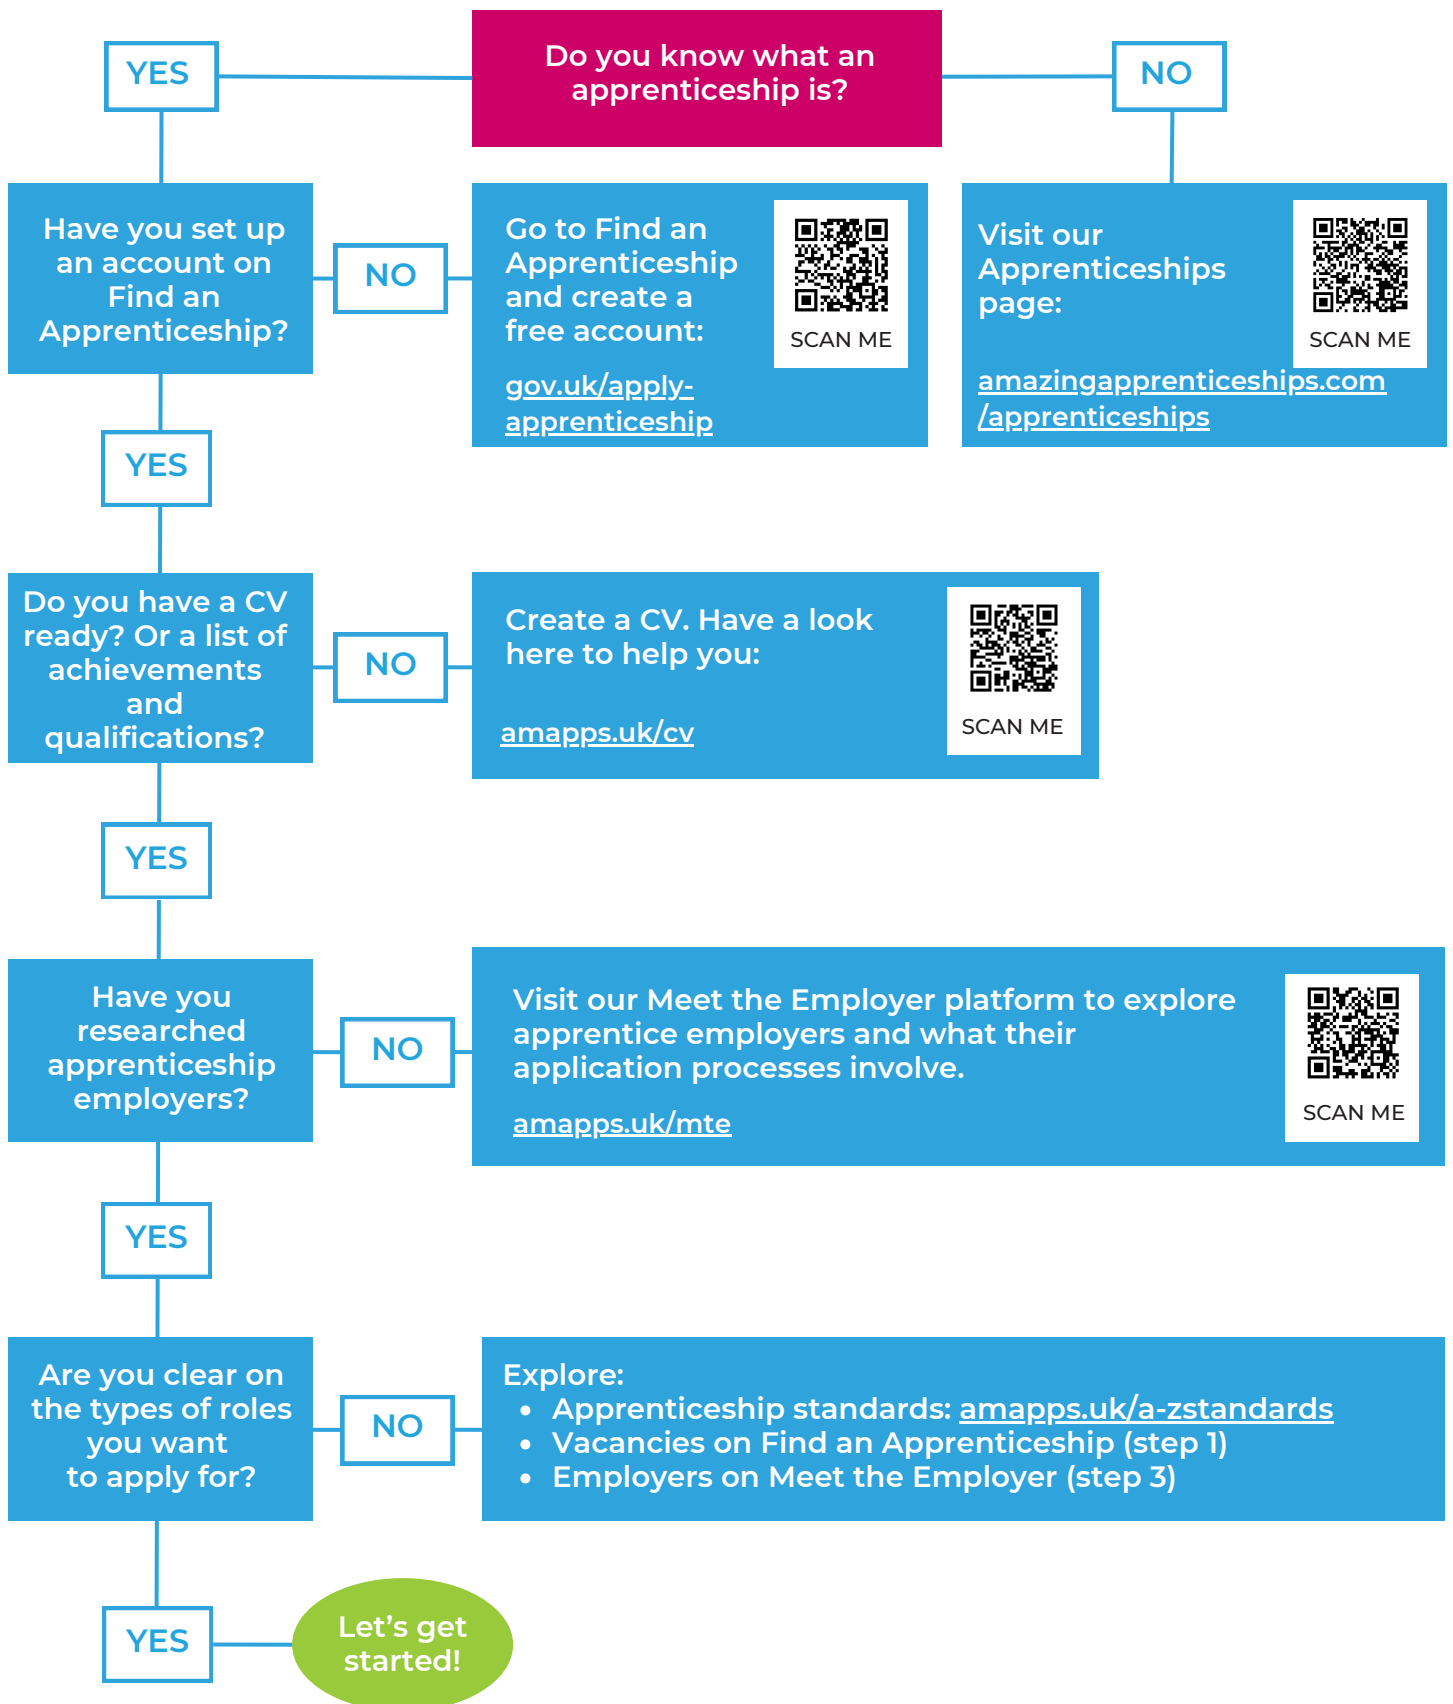 Do you know what an
apprenticeship is?
YES
NO
Have you set up
an account on
Find an
Apprenticeship?
NO
Go to Find an
Apprenticeship
and create a
free account:
gov.uk/apply-
apprenticeship
SCAN ME
Visit our
Apprenticeships
page:
amazingapprenticeships.com
/apprenticeships
SCAN ME
YES
Do you have a CV
ready? Or a list of
achievements
and
qualifications?
NO
Create a CV. Have a look
here to help you:
amapps.uk/cv
SCAN ME
YES
Have you
researched
apprenticeship
employers?
NO
Visit our Meet the Employer platform to explore
apprentice employers and what their
application processes involve.
amapps.uk/mte
SCAN ME
YES
Are you clear on
the types of roles
you want
to apply for?
NO
Explore:
• Apprenticeship standards: amapps.uk/a-zstandards
• Vacancies on Find an Apprenticeship (step 1)
• Employers on Meet the Employer (step 3)
YES
Let's get
started!